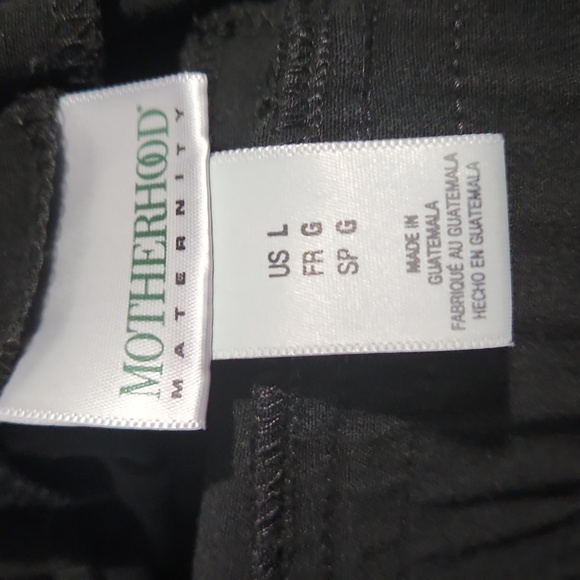 MOTHERHOOD®
MATERNITY
US L
FR G
SP G
MADE IN
GUATEMALA
FABRIQUÉ AU GUATEMALA
HECHO EN GUATEMALA